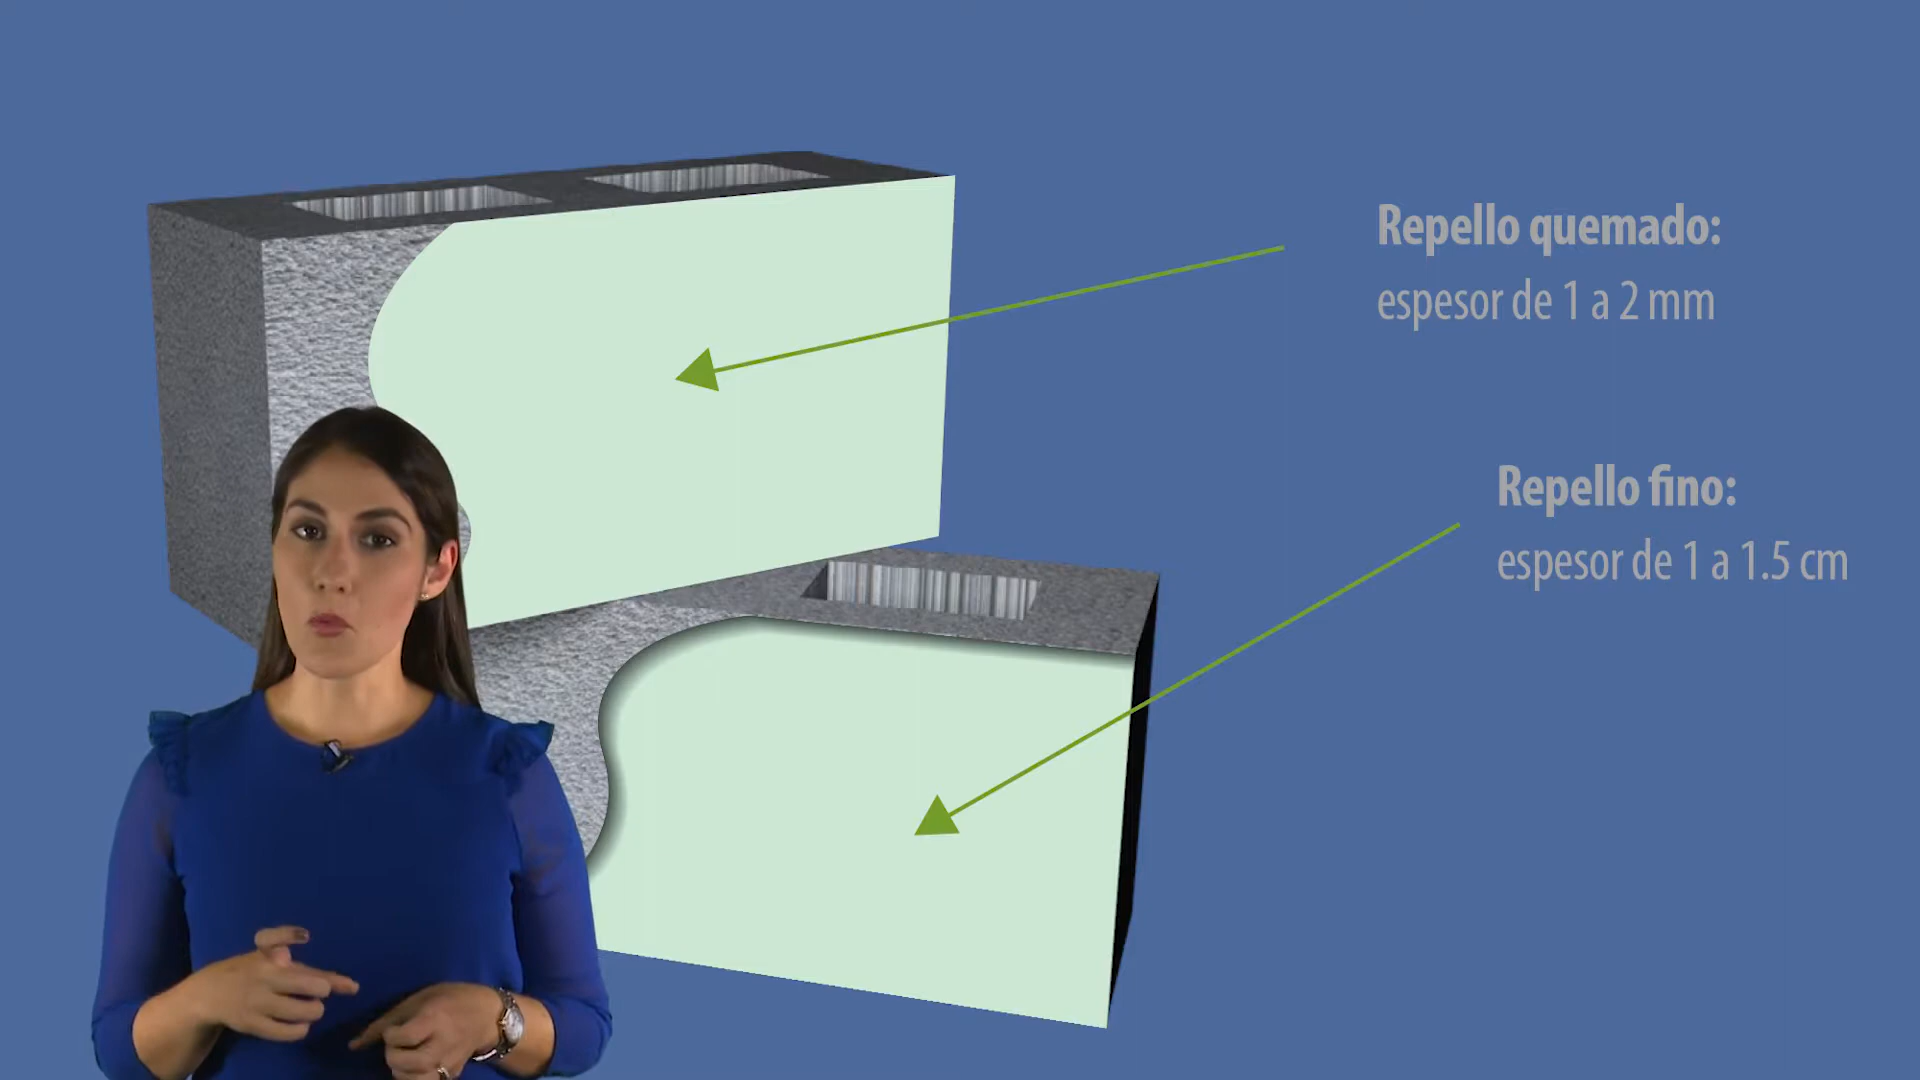 Repello quemado:
espesor de 1 a 2 mm
Repello fino:
espesor de 1 a 1.5 cm